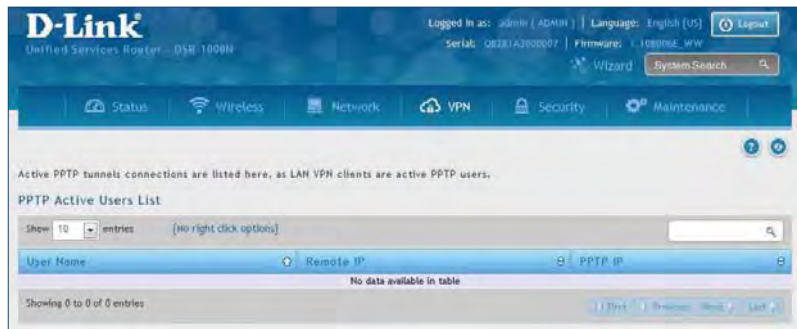 D-Link
Logged in as: admin ( ADMIN ) | Language: English (US)
Logout
Unified Services Router - DSR-1000N
Serial: | Firmware:
Wizard
System Search
Status
Wireless
Network
VPN
Security
Maintenance
Active PPTP tunnels connections are listed here, as LAN VPN clients are active PPTP users.
PPTP Active Users List
Show 10 entries [No right click options]
User Name
Remote IP
PPTP IP
No data available in table
Showing 0 to 0 of 0 entries
First
Previous
Next
Last